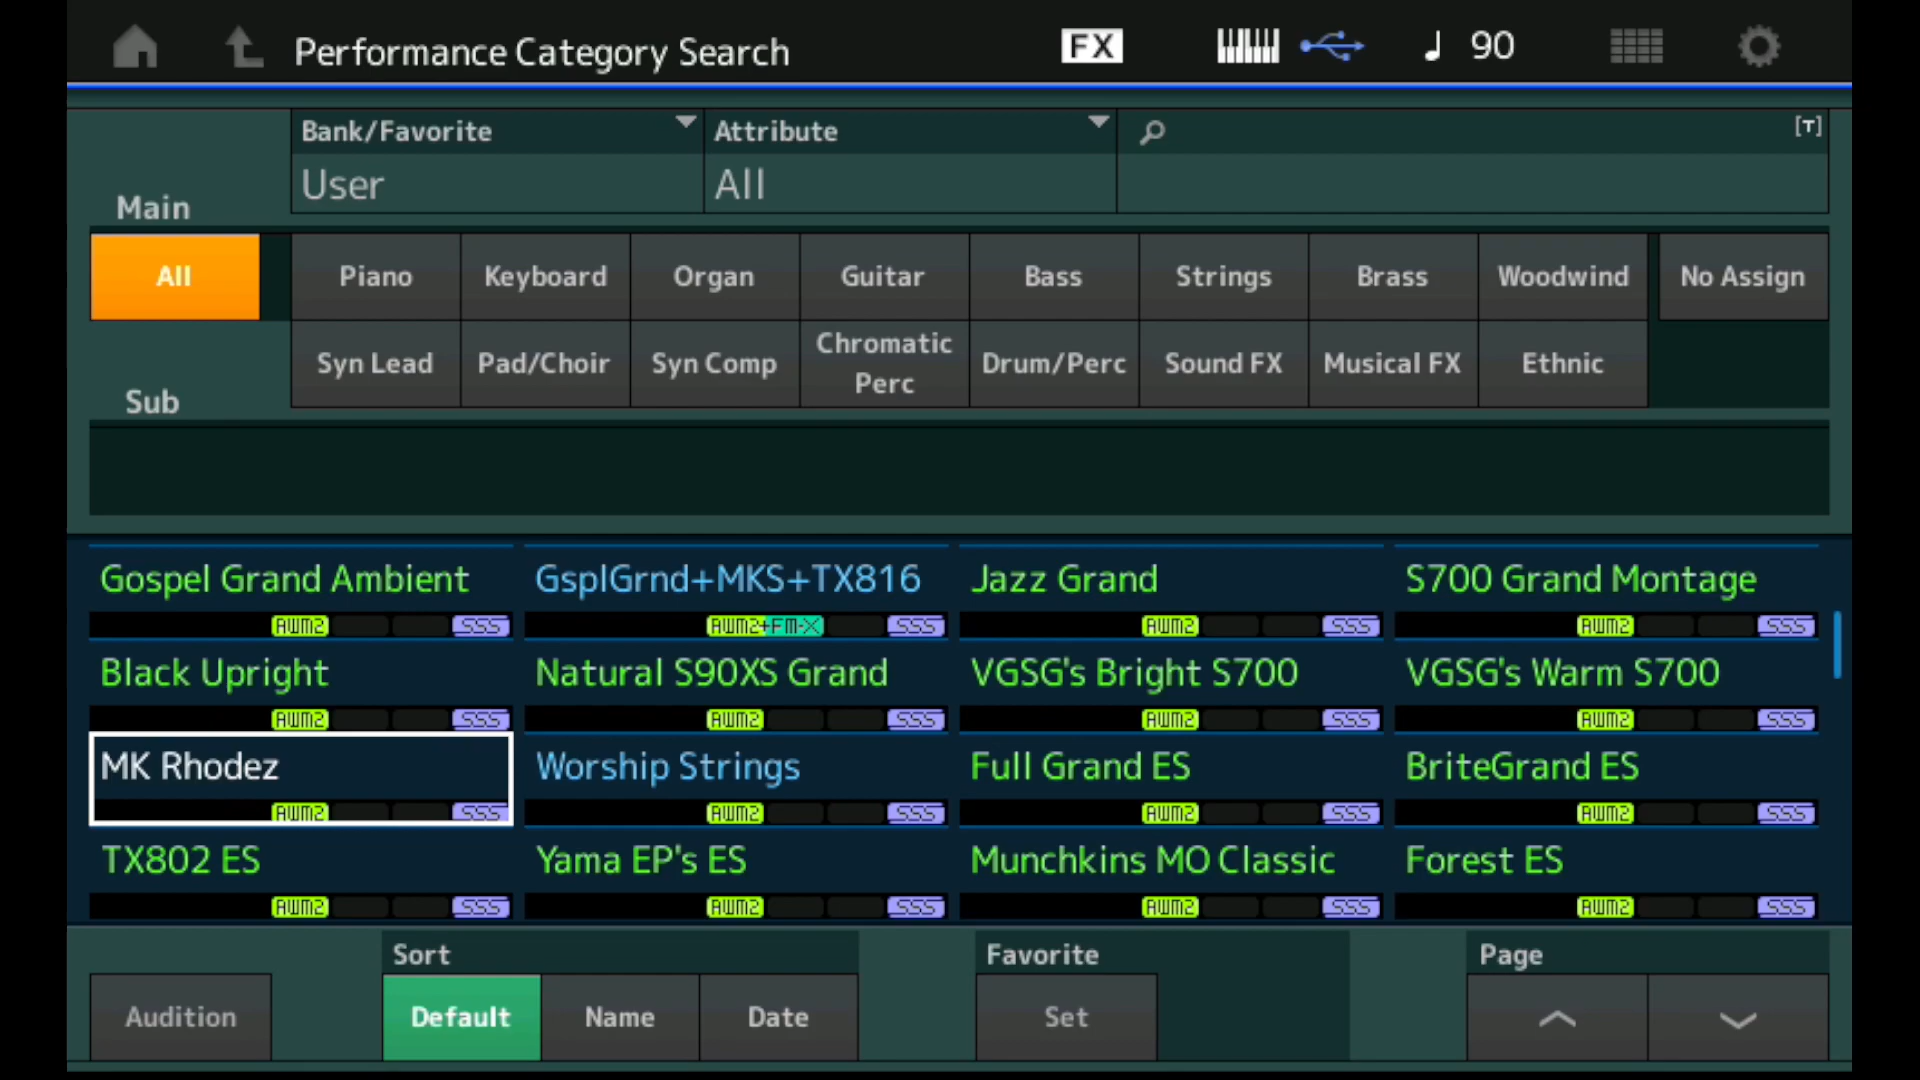 Performance Category Search
FX
90
Bank/Favorite
Attribute
[T]
User
All
Main
All
Piano
Keyboard
Organ
Guitar
Bass
Strings
Brass
Woodwind
No Assign
Syn Lead
Pad/Choir
Syn Comp
Chromatic
Perc
Drum/Perc
Sound FX
Musical FX
Ethnic
Sub
Gospel Grand Ambient
GsplGrnd+MKS+TX816
Jazz Grand
S700 Grand Montage
AWM2
SSS
AWM2+FM-X
SSS
AWM2
SSS
AWM2
SSS
Black Upright
Natural S90XS Grand
VGSG's Bright S700
VGSG's Warm S700
AWM2
SSS
AWM2
SSS
AWM2
SSS
AWM2
SSS
MK Rhodez
Worship Strings
Full Grand ES
BriteGrand ES
AWM2
SSS
AWM2
SSS
AWM2
SSS
AWM2
SSS
TX802 ES
Yama EP's ES
Munchkins MO Classic
Forest ES
AWM2
SSS
AWM2
SSS
AWM2
SSS
AWM2
SSS
Sort
Favorite
Page
Audition
Default
Name
Date
Set